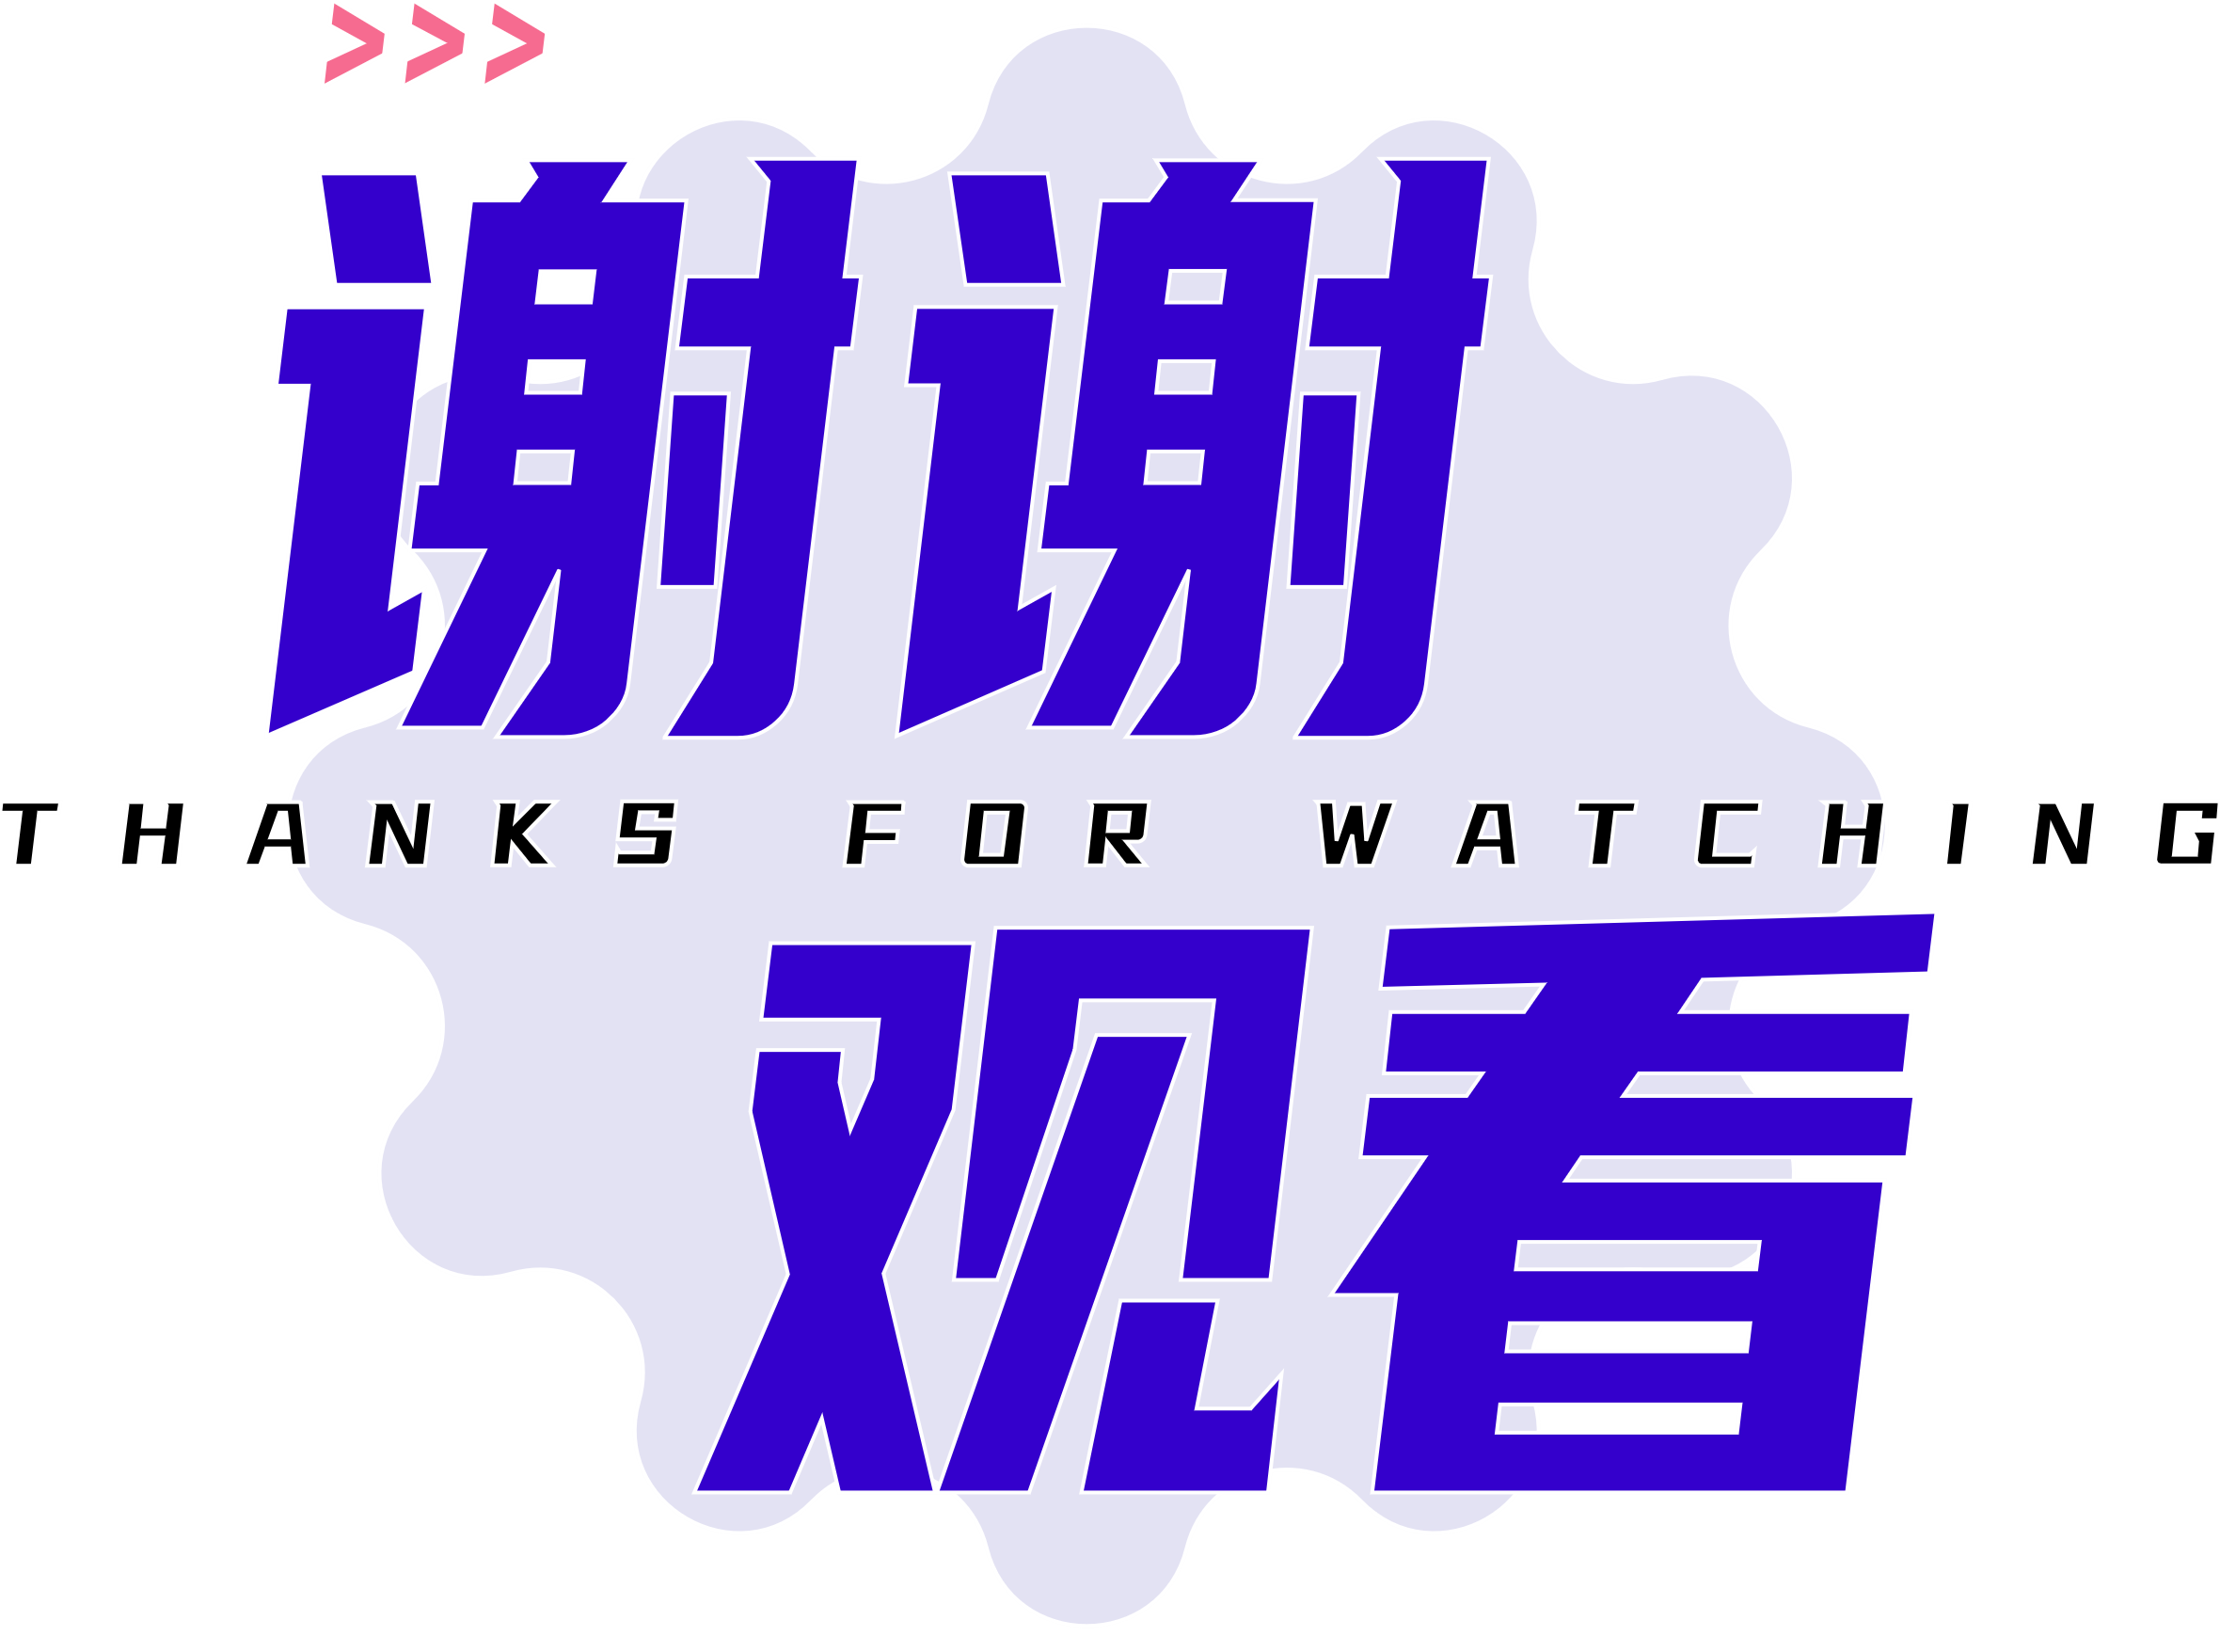 >>>
谢谢
THANKS FOR WATCHING
观看